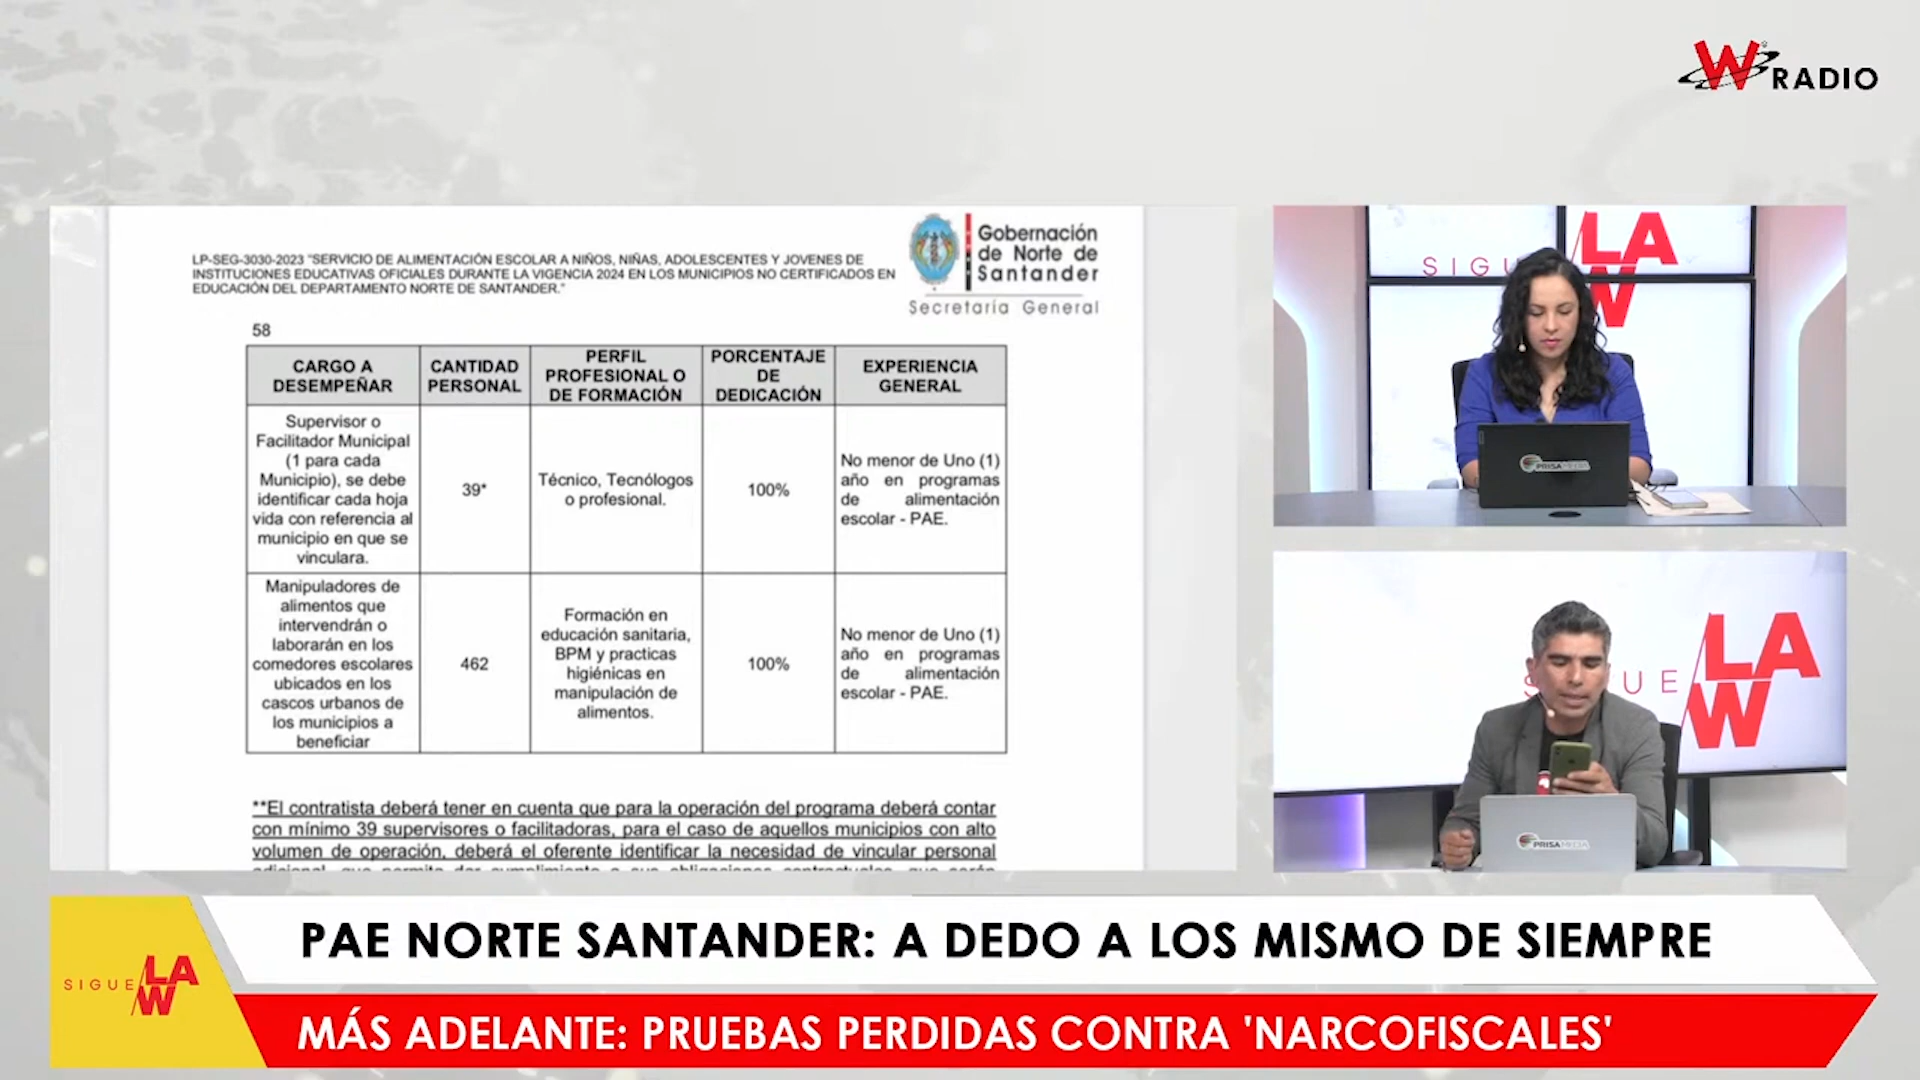 W RADIO
LP-SEG-3030-2023 "SERVICIO DE ALIMENTACIÓN ESCOLAR A NIÑOS, NIÑAS, ADOLESCENTES Y JOVENES DE
INSTITUCIONES EDUCATIVAS OFICIALES DURANTE LA VIGENCIA 2024 EN LOS MUNICIPIOS NO CERTIFICADOS EN
EDUCACIÓN DEL DEPARTAMENTO NORTE DE SANTANDER."
Gobernación
de Norte de
Santander
Secretaría General
58
CARGO A
DESEMPEÑAR
CANTIDAD
PERSONAL
PERFIL
PROFESIONAL O
DE FORMACIÓN
PORCENTAJE
DE
DEDICACIÓN
EXPERIENCIA
GENERAL
Supervisor o
Facilitador Municipal
(1 para cada
Municipio), se debe
identificar cada hoja
vida con referencia al
municipio en que se
vinculara.
39*
Técnico, Tecnólogos
o profesional.
100%
No menor de Uno (1)
año en programas
de alimentación
escolar - PAE.
Manipuladores de
alimentos que
intervendrán o
laborarán en los
comedores escolares
ubicados en los
cascos urbanos de
los municipios a
beneficiar
462
Formación en
educación sanitaria,
BPM y practicas
higiénicas en
manipulación de
alimentos.
100%
No menor de Uno (1)
año en programas
de alimentación
escolar - PAE.
**El contratista deberá tener en cuenta que para la operación del programa deberá contar
con mínimo 39 supervisores o facilitadoras, para el caso de aquellos municipios con alto
volumen de operación, deberá el oferente identificar la necesidad de vincular personal
SIGU LA
W
PRISA MEDIA
S UE LA
W
PRISA MEDIA
PAE NORTE SANTANDER: A DEDO A LOS MISMO DE SIEMPRE
SIGUE LA
W
MÁS ADELANTE: PRUEBAS PERDIDAS CONTRA 'NARCOFISCALES'